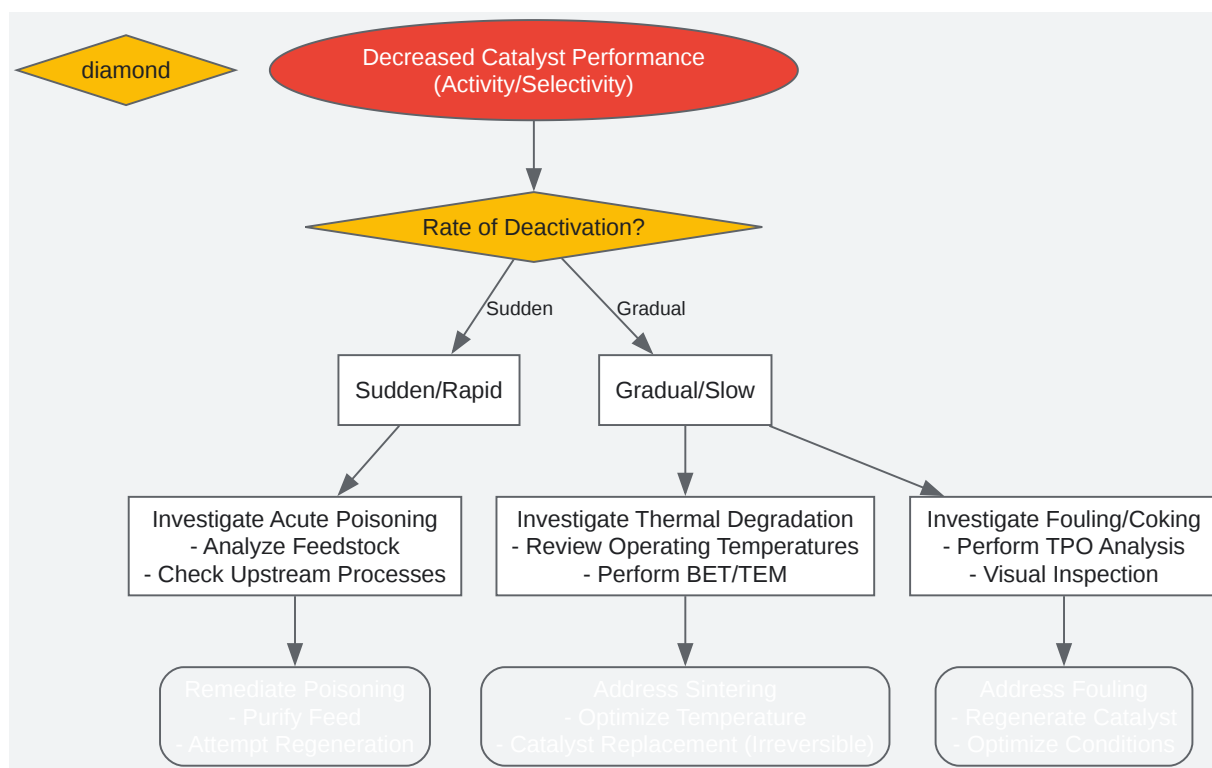 diamond
Decreased Catalyst Performance
(Activity/Selectivity)
Rate of Deactivation?
Sudden
Gradual
Sudden/Rapid
Gradual/Slow
Investigate Acute Poisoning
- Analyze Feedstock
- Check Upstream Processes
Investigate Thermal Degradation
- Review Operating Temperatures
- Perform BET/TEM
Investigate Fouling/Coking
- Perform TPO Analysis
- Visual Inspection
Remediate Poisoning
- Purify Feed
- Attempt Regeneration
Address Sintering
- Optimize Temperature
- Catalyst Replacement (Irreversible)
Address Fouling
- Regenerate Catalyst
- Optimize Conditions